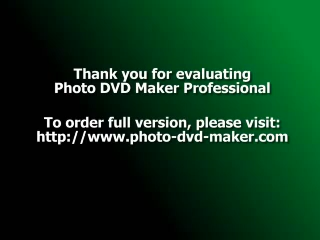 Thank you for evaluating
Photo DVD Maker Professional
To order full version, please visit:
http://www.photo-dvd-maker.com